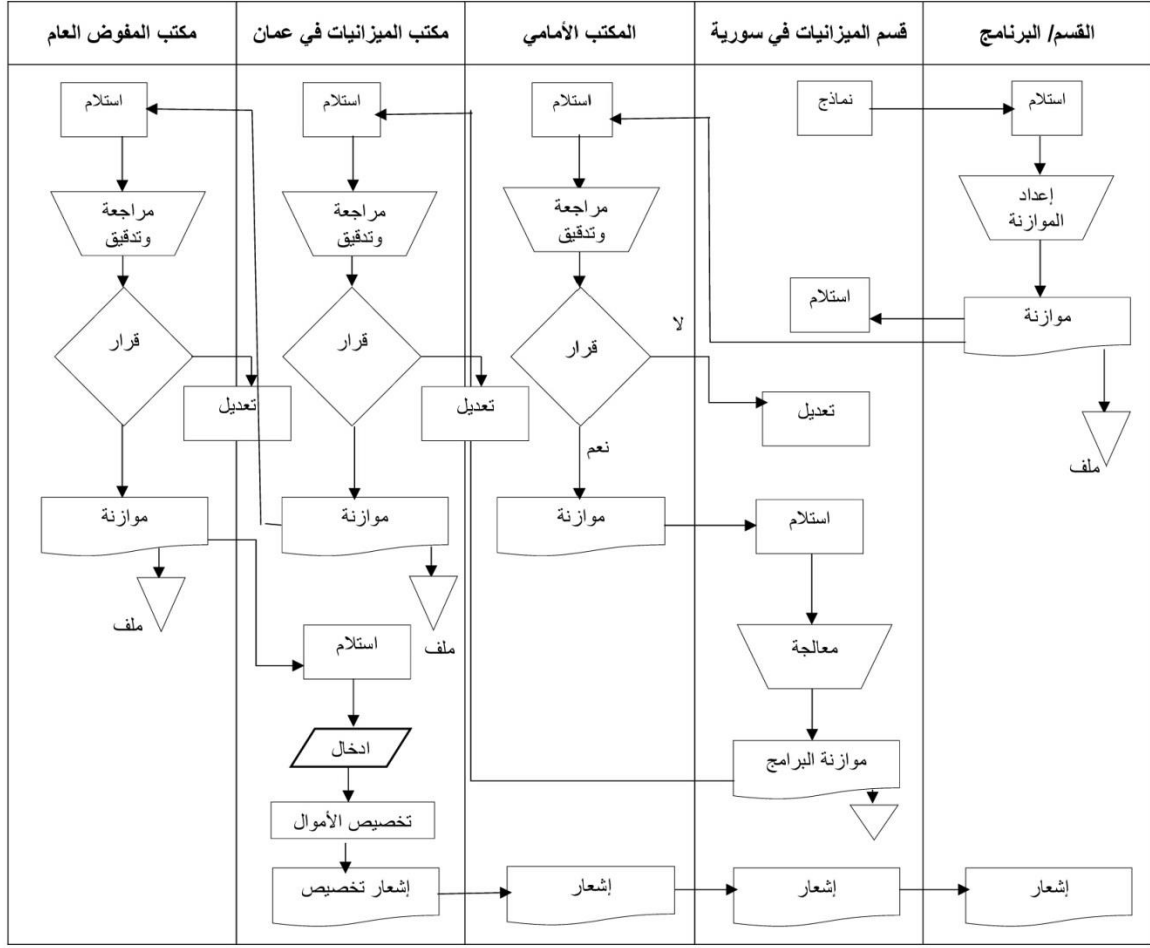 القسم/ البرنامج
قسم الميزانيات في سورية
المكتب الأمامي
مكتب الميزانيات في عمان
مكتب المفوض العام
استلام
نماذج
استلام
استلام
استلام
إعداد
الموازنة
مراجعة
وتدقيق
مراجعة
وتدقيق
مراجعة
وتدقيق
موازنة
استلام
لا
قرار
قرار
قرار
تعديل
تعديل
تعديل
ملف
نعم
استلام
موازنة
موازنة
موازنة
ملف
ملف
استلام
معالجة
ادخال
موازنة البرامج
تخصيص الأموال
إشعار
إشعار
إشعار
إشعار تخصيص